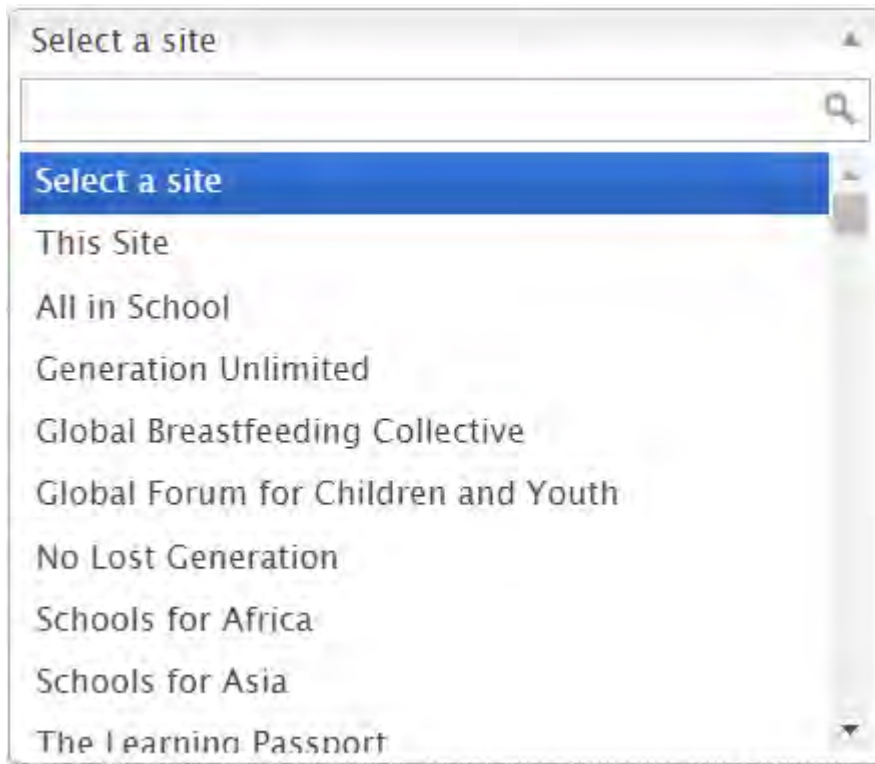 Select a site
Select a site
This Site
All in School
Generation Unlimited
Global Breastfeeding Collective
Global Forum for Children and Youth
No Lost Generation
Schools for Africa
Schools for Asia
The Learning Passport